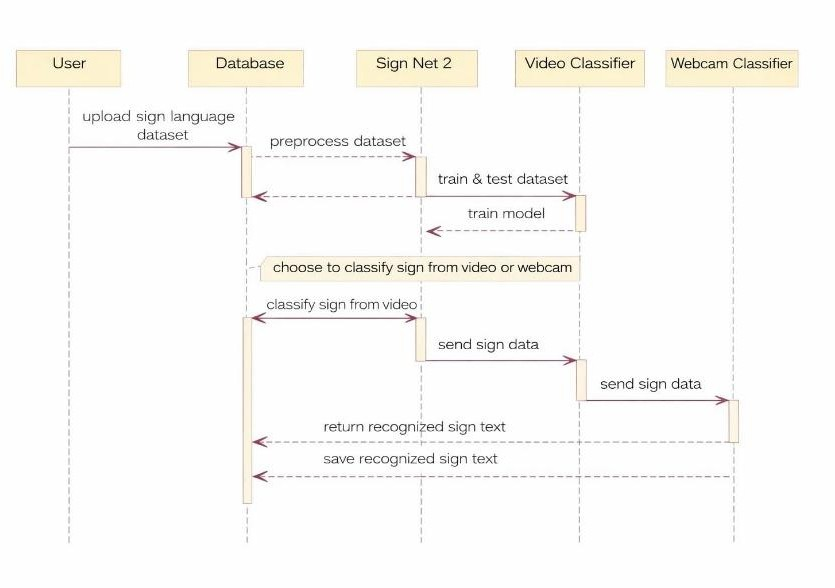 User
Database
Sign Net 2
Video Classifier
Webcam Classifier
upload sign language
dataset
preprocess dataset
train & test dataset
train model
choose to classify sign from video or webcam
classify sign from video
send sign data
send sign data
return recognized sign text
save recognized sign text